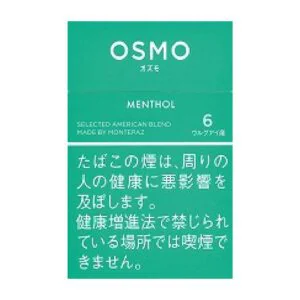 OSMO
オズモ
MENTHOL
SELECTED AMERICAN BLEND
MADE BY MONTERAZ
6
ウルグアイ産
たばこの煙は、周りの
人の健康に悪影響を
及ぼします。
健康増進法で禁じられ
ている場所では喫煙で
きません。